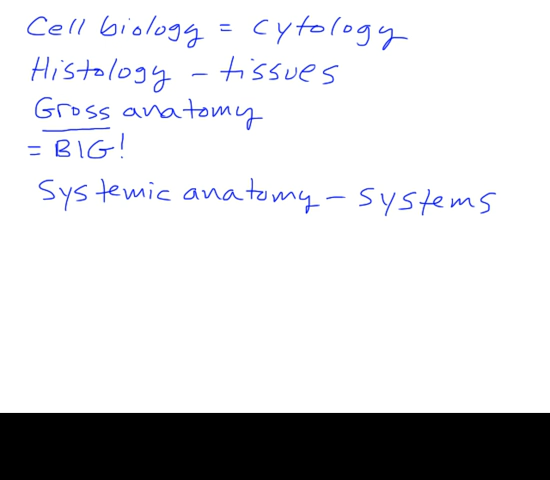 Cell biology = cytology
Histology - tissues
Gross anatomy
= BIG!
Systemic anatomy - systems